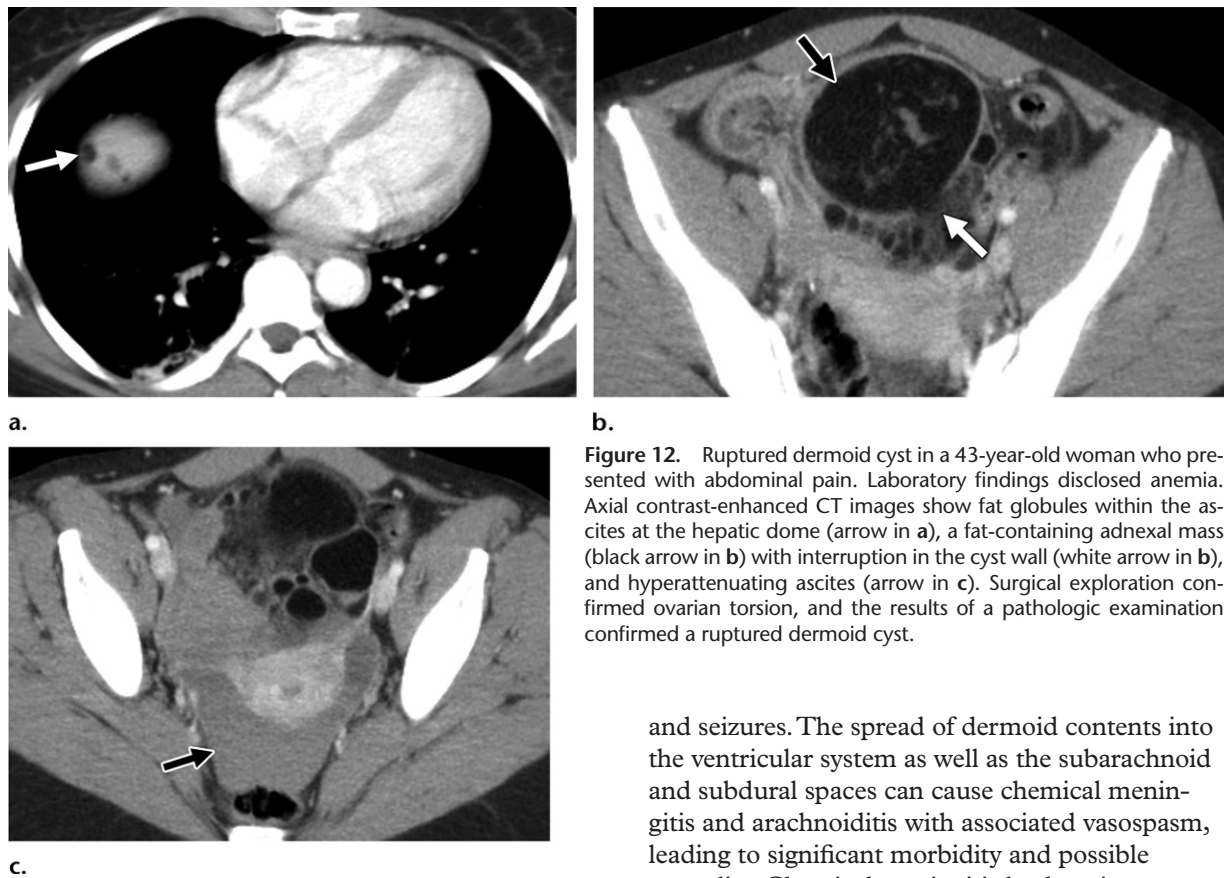 a.
b.
Figure 12. Ruptured dermoid cyst in a 43-year-old woman who pre-
sented with abdominal pain. Laboratory findings disclosed anemia.
Axial contrast-enhanced CT images show fat globules within the as-
cites at the hepatic dome (arrow in a), a fat-containing adnexal mass
(black arrow in b) with interruption in the cyst wall (white arrow in b),
and hyperattenuating ascites (arrow in c). Surgical exploration con-
firmed ovarian torsion, and the results of a pathologic examination
confirmed a ruptured dermoid cyst.
c.
and seizures. The spread of dermoid contents into
the ventricular system as well as the subarachnoid
and subdural spaces can cause chemical menin-
gitis and arachnoiditis with associated vasospasm,
leading to significant morbidity and possible